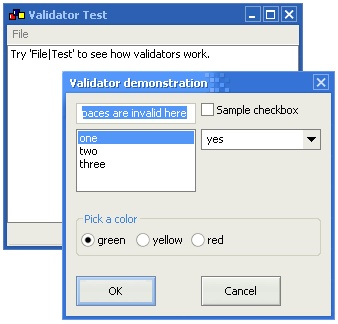 Validator Test
File
Try 'File|Test' to see how validators work.
Validator demonstration
paces are invalid here
Sample checkbox
one
two
three
yes
Pick a color
green
yellow
red
OK
Cancel